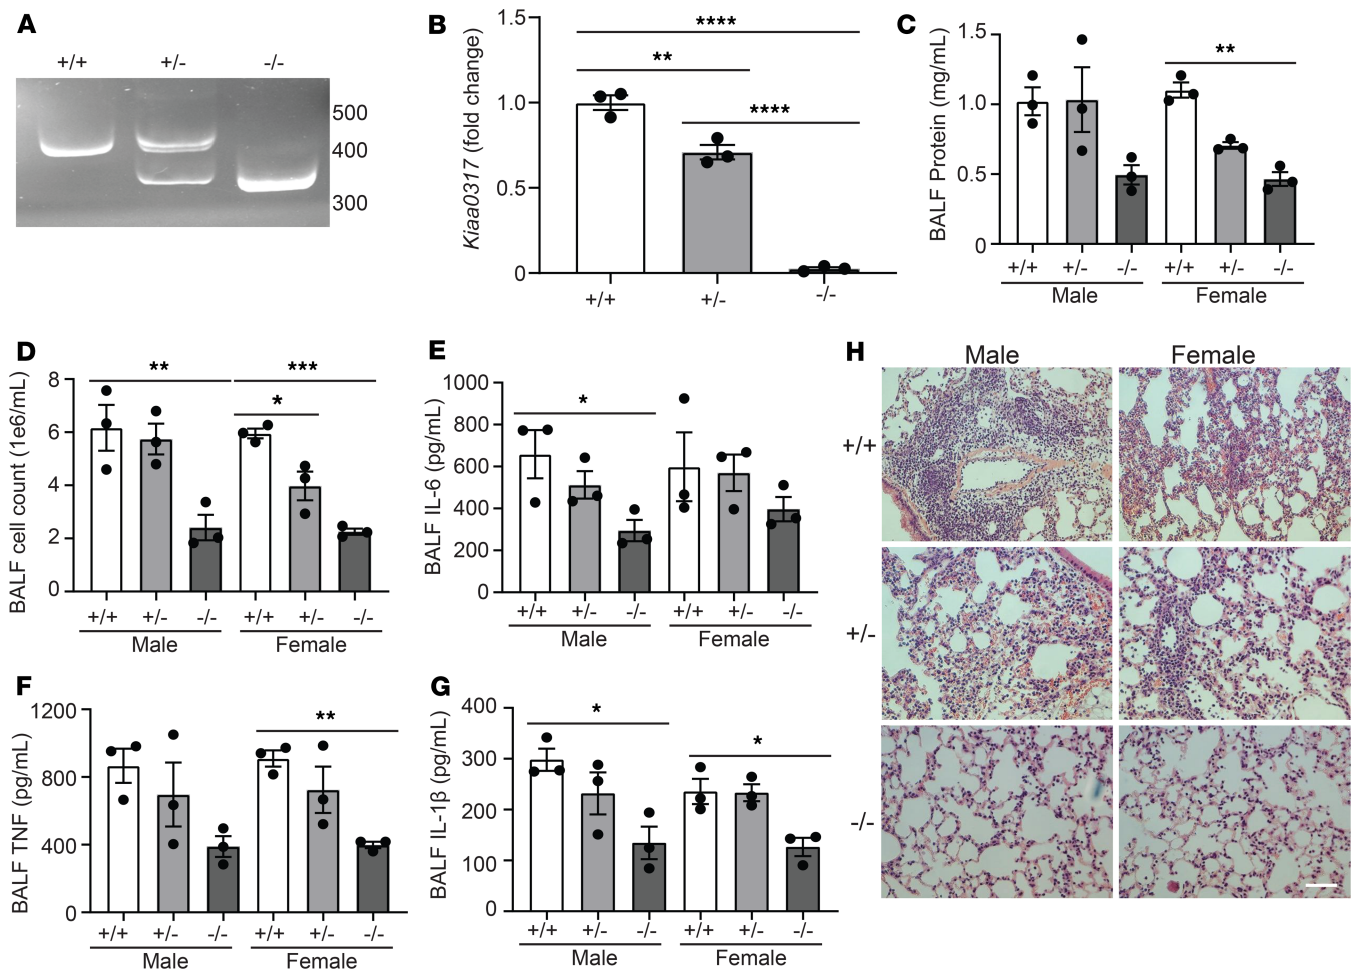 A
+/+ +/- -/-
500
400
300
B
Kiaa0317 (fold change)
1.5
1.0
0.5
0
****
**
****
+/+ +/- -/-
C
BALF Protein (mg/mL)
1.5
1.0
0.5
0
**
+/+ +/- -/- +/+ +/- -/-
Male Female
D
BALF cell count (1e6/mL)
8
6
4
2
0
** ***
*
+/+ +/- -/- +/+ +/- -/-
Male Female
E
BALF IL-6 (pg/mL)
1000
800
600
400
200
0
*
+/+ +/- -/- +/+ +/- -/-
Male Female
F
BALF TNF (pg/mL)
1200
800
400
0
**
+/+ +/- -/- +/+ +/- -/-
Male Female
G
BALF IL-1β (pg/mL)
400
300
200
100
0
*
*
+/+ +/- -/- +/+ +/- -/-
Male Female
H
Male Female
+/+
+/-
-/-